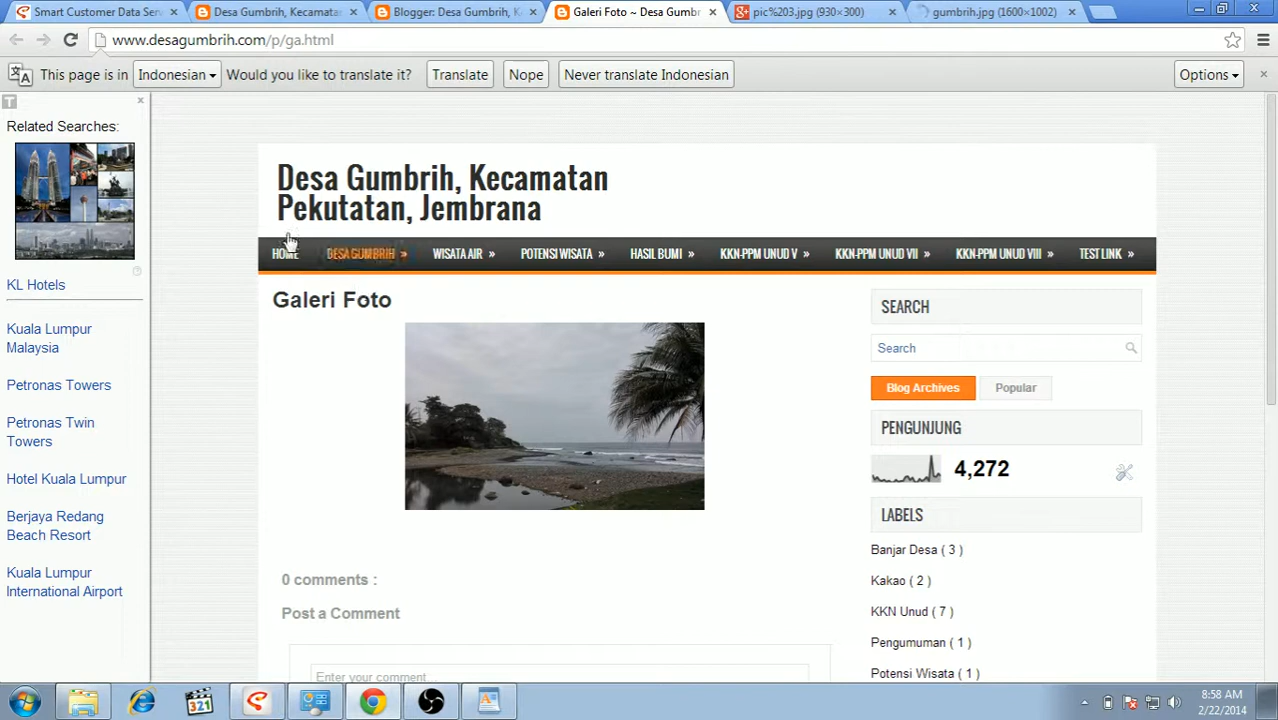 Smart Customer Data Serv
Desa Gumbrih, Kecamatan
Blogger: Desa Gumbrih, K
Galeri Foto ~ Desa Gumbr
pic%203.jpg (930×300)
gumbrih.jpg (1600×1002)
www.desagumbrih.com/p/ga.html
This page is in Indonesian Would you like to translate it? Translate Nope Never translate Indonesian Options
T
Related Searches:
KL Hotels
Kuala Lumpur
Malaysia
Petronas Towers
Petronas Twin
Towers
Hotel Kuala Lumpur
Berjaya Redang
Beach Resort
Kuala Lumpur
International Airport
Desa Gumbrih, Kecamatan
Pekutatan, Jembrana
HOME DESA GUMBRIH » WISATA AIR » POTENSI WISATA » HASIL BUMI » KKN-PPM UNUD V » KKN-PPM UNUD VII » KKN-PPM UNUD VIII » TEST LINK »
Galeri Foto
0 comments :
Post a Comment
Enter your comment
SEARCH
Search
Blog Archives Popular
PENGUNJUNG
4,272
LABELS
Banjar Desa ( 3 )
Kakao ( 2 )
KKN Unud ( 7 )
Pengumuman ( 1 )
Potensi Wisata ( 1 )
321
8:58 AM
2/22/2014